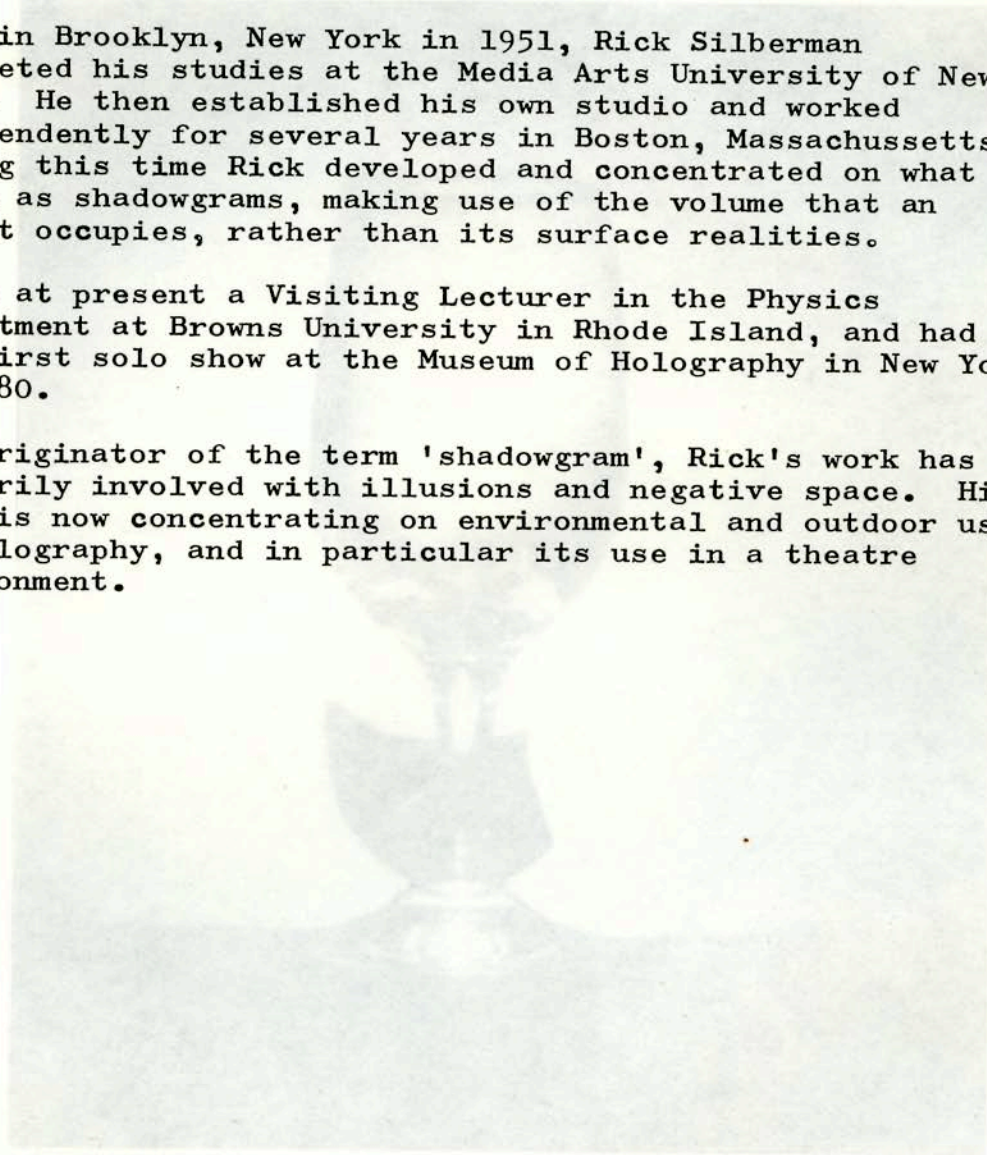 in Brooklyn, New York in 1951, Rick Silberman
eted his studies at the Media Arts University of New
He then established his own studio and worked
endently for several years in Boston, Massachussetts
g this time Rick developed and concentrated on what
as shadowgrams, making use of the volume that an
t occupies, rather than its surface realities.
at present a Visiting Lecturer in the Physics
tment at Browns University in Rhode Island, and had
irst solo show at the Museum of Holography in New Yo
80.
riginator of the term 'shadowgram', Rick's work has
rily involved with illusions and negative space. Hi
is now concentrating on environmental and outdoor us
lography, and in particular its use in a theatre
onment.